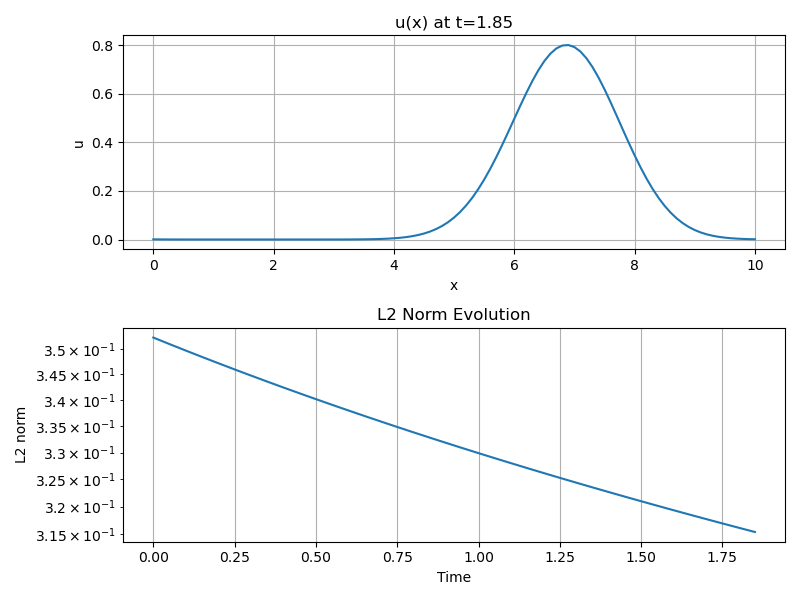 u(x) at t=1.85
u
0.8
0.6
0.4
0.2
0.0
0 2 4 6 8 10
x
L2 Norm Evolution
L2 norm
3.5 × 10⁻¹
3.45 × 10⁻¹
3.4 × 10⁻¹
3.35 × 10⁻¹
3.3 × 10⁻¹
3.25 × 10⁻¹
3.2 × 10⁻¹
3.15 × 10⁻¹
0.00 0.25 0.50 0.75 1.00 1.25 1.50 1.75
Time